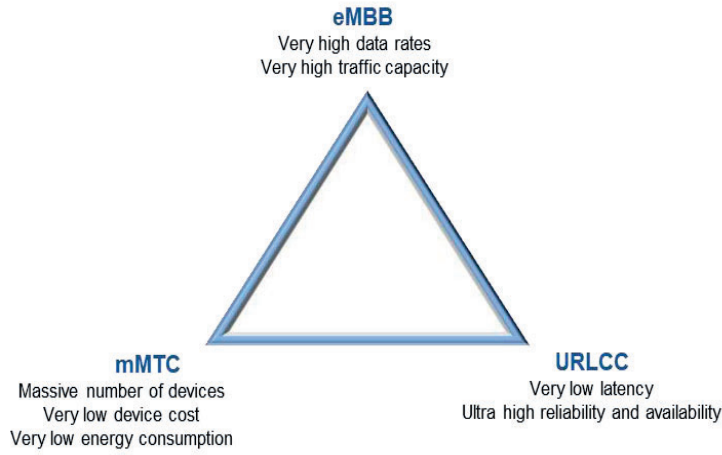 eMBB
Very high data rates
Very high traffic capacity
mMTC
Massive number of devices
Very low device cost
Very low energy consumption
URLCC
Very low latency
Ultra high reliability and availability